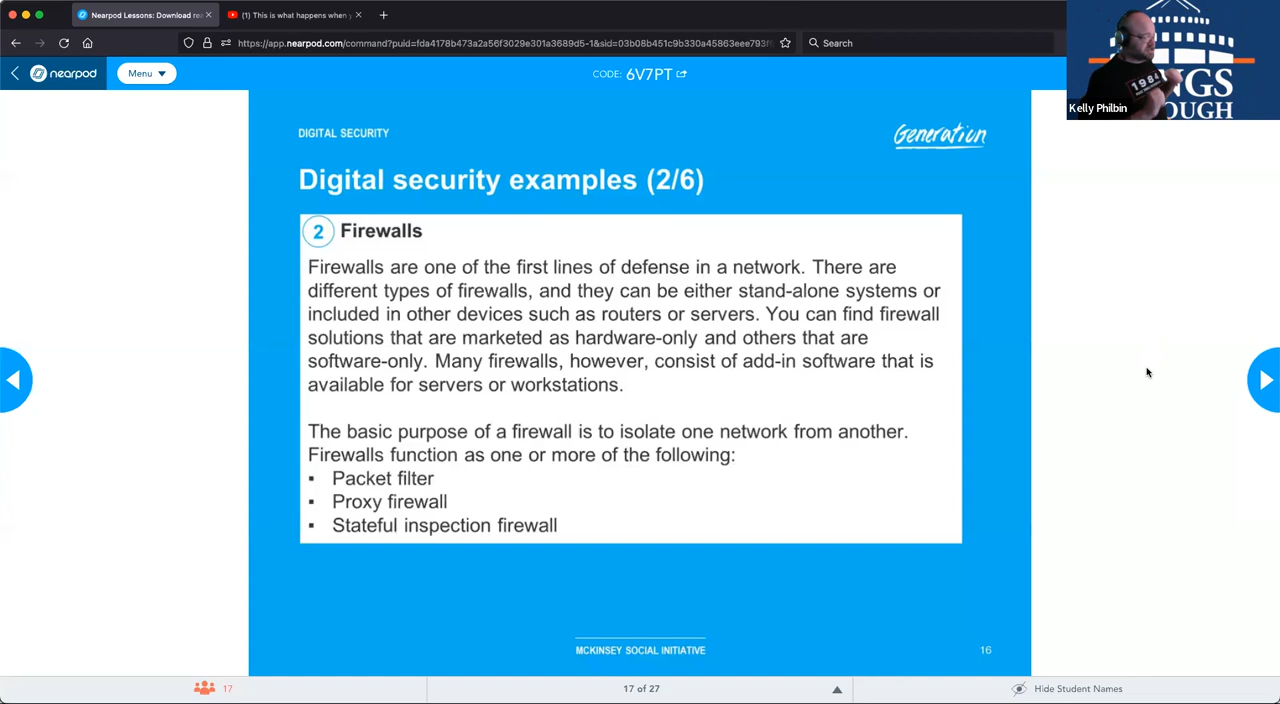 Nearpod Lessons: Download re
(1) This is what happens when
https://app.nearpod.com/command?puid=fda4178b473a2a56f3029e301a3689d5-1&sid=03b08b451c9b330a45863eee793f
Search
nearpod
Menu
CODE: 6V7PT
1984
NGS
OUGH
Kelly Philbin
DIGITAL SECURITY
Generation
Digital security examples (2/6)
2 Firewalls
Firewalls are one of the first lines of defense in a network. There are
different types of firewalls, and they can be either stand-alone systems or
included in other devices such as routers or servers. You can find firewall
solutions that are marketed as hardware-only and others that are
software-only. Many firewalls, however, consist of add-in software that is
available for servers or workstations.
The basic purpose of a firewall is to isolate one network from another.
Firewalls function as one or more of the following:
▪ Packet filter
▪ Proxy firewall
▪ Stateful inspection firewall
MCKINSEY SOCIAL INITIATIVE
16
17
17 of 27
Hide Student Names